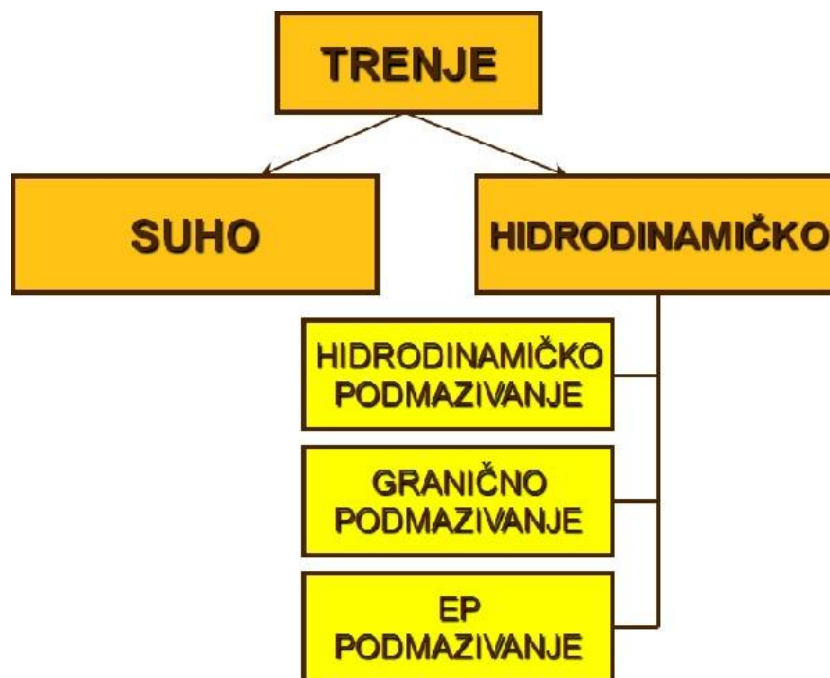 TRENJE
SUHO
HIDRODINAMIČKO
HIDRODINAMIČKO
PODMAZIVANJE
GRANIČNO
PODMAZIVANJE
EP
PODMAZIVANJE